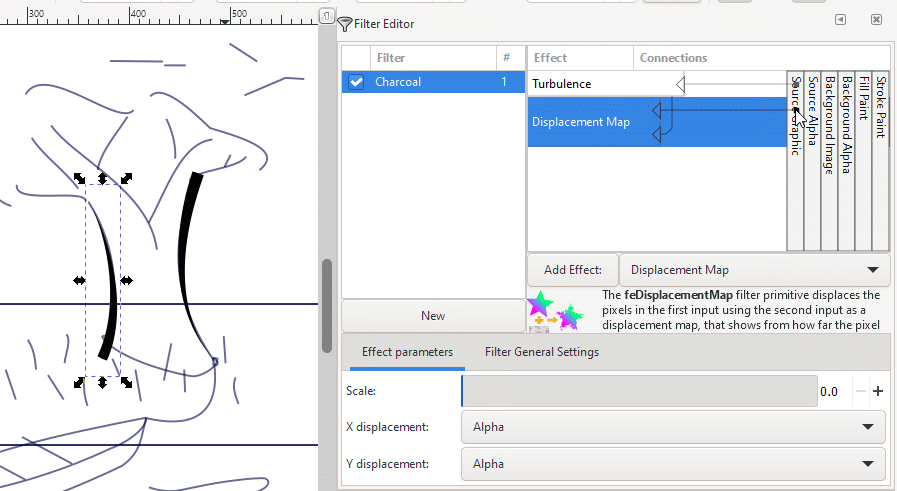 300
400
500
Filter Editor
Filter
#
Charcoal
1
New
Effect
Connections
Turbulence
Displacement Map
Source Graphic
Source Alpha
Background Image
Background Alpha
Fill Paint
Stroke Paint
Add Effect:
Displacement Map
The feDisplacementMap filter primitive displaces the
pixels in the first input using the second input as a
displacement map, that shows from how far the pixel
Effect parameters
Filter General Settings
Scale:
0.0
X displacement:
Alpha
Y displacement:
Alpha